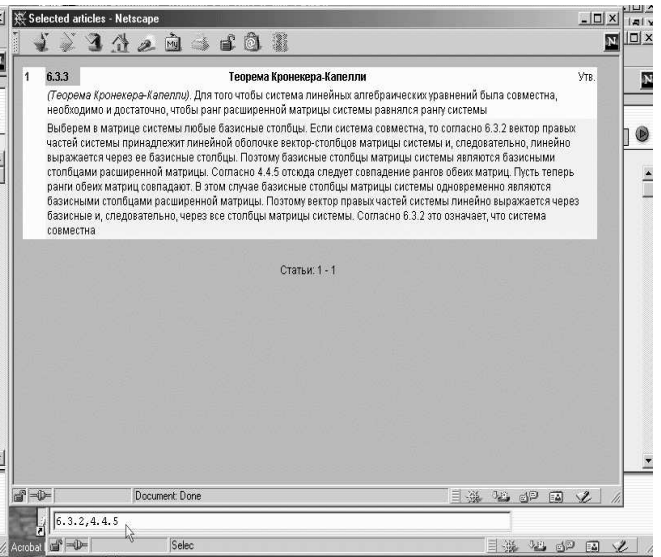 Selected articles - Netscape
1 6.3.3 Теорема Кронекера-Капелли Утв.
(Теорема Кронекера-Капелли). Для того чтобы система линейных алгебраических уравнений была совместна,
необходимо и достаточно, чтобы ранг расширенной матрицы системы равнялся рангу системы
Выберем в матрице системы любые базисные столбцы. Если система совместна, то согласно 6.3.2 вектор правых
частей системы принадлежит линейной оболочке вектор-столбцов матрицы системы и, следовательно, линейно
выражается через ее базисные столбцы. Поэтому базисные столбцы матрицы системы являются базисными
столбцами расширенной матрицы. Согласно 4.4.5 отсюда следует совпадение рангов обеих матриц. Пусть теперь
ранги обеих матриц совпадают. В этом случае базисные столбцы матрицы системы одновременно являются
базисными столбцами расширенной матрицы. Поэтому вектор правых частей системы линейно выражается через
базисные и, следовательно, через все столбцы матрицы системы. Согласно 6.3.2 это означает, что система
совместна
Статьи: 1 - 1
Document: Done
6.3.2,4.4.5
Acrobat
Selec